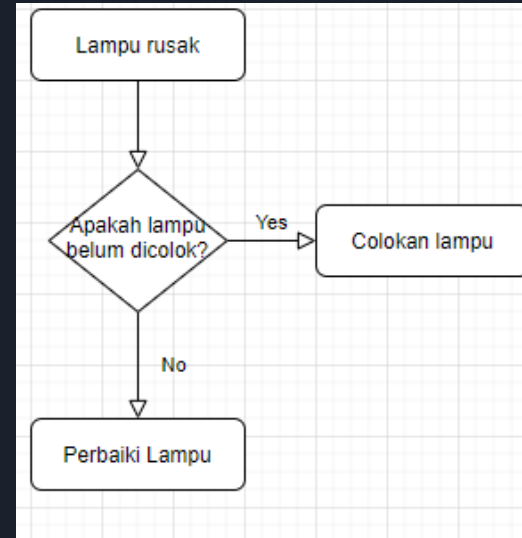 Lampu rusak
Apakah lampu
belum dicolok?
Yes
Colokan lampu
No
Perbaiki Lampu